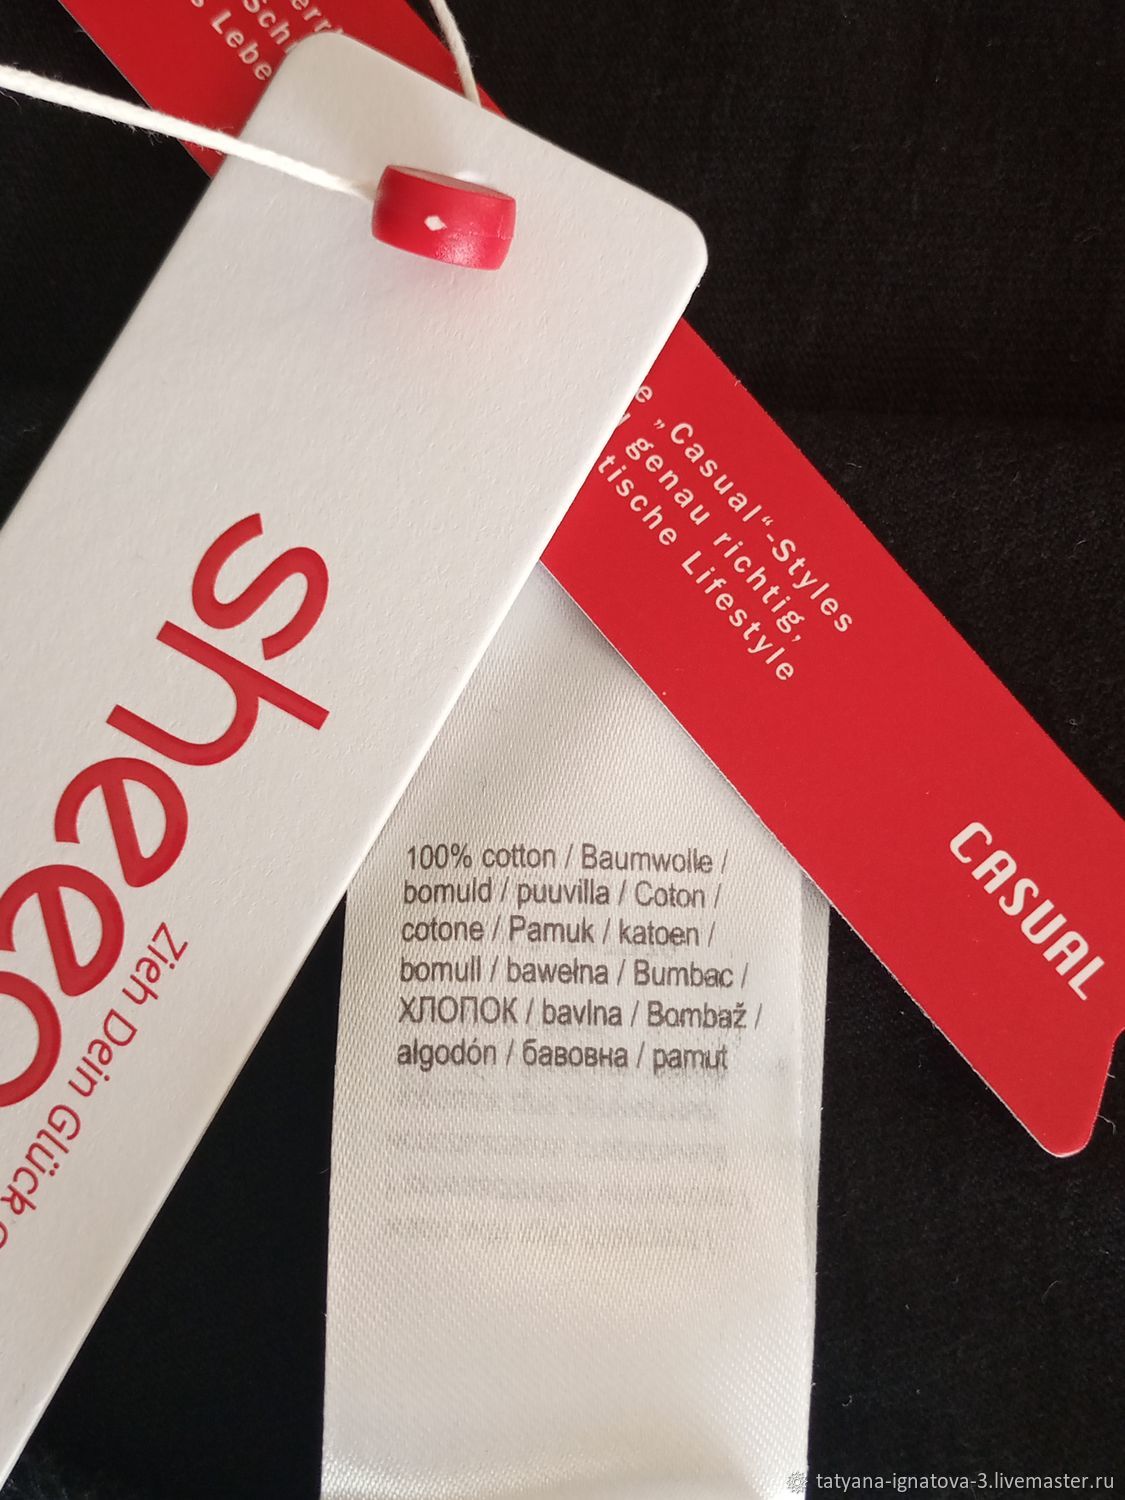 Lebe
sheego
Zieh Dein Glück
„Casual“-Styles
genau richtig,
tische Lifestyle
CASUAL
100% cotton / Baumwolle /
bomuld / puuvilla / Coton /
cotone / Pamuk / katoen /
bomull / bawełna / Bumbac /
ХЛОПОК / bavlna / Bombaž /
algodón / бавовна / pamut
tatyana-ignatova-3.livemaster.ru